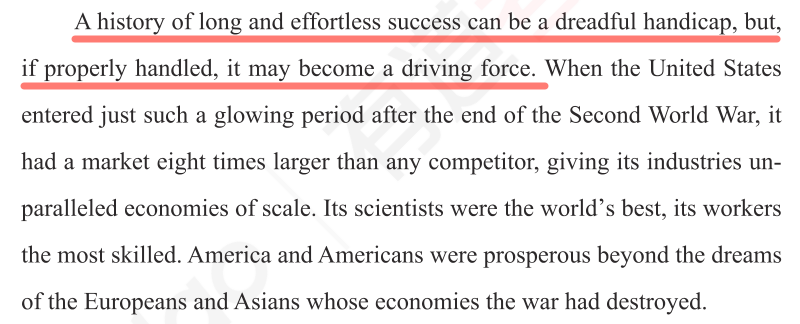 A history of long and effortless success can be a dreadful handicap, but,
if properly handled, it may become a driving force. When the United States
entered just such a glowing period after the end of the Second World War, it
had a market eight times larger than any competitor, giving its industries un-
paralleled economies of scale. Its scientists were the world’s best, its workers
the most skilled. America and Americans were prosperous beyond the dreams
of the Europeans and Asians whose economies the war had destroyed.